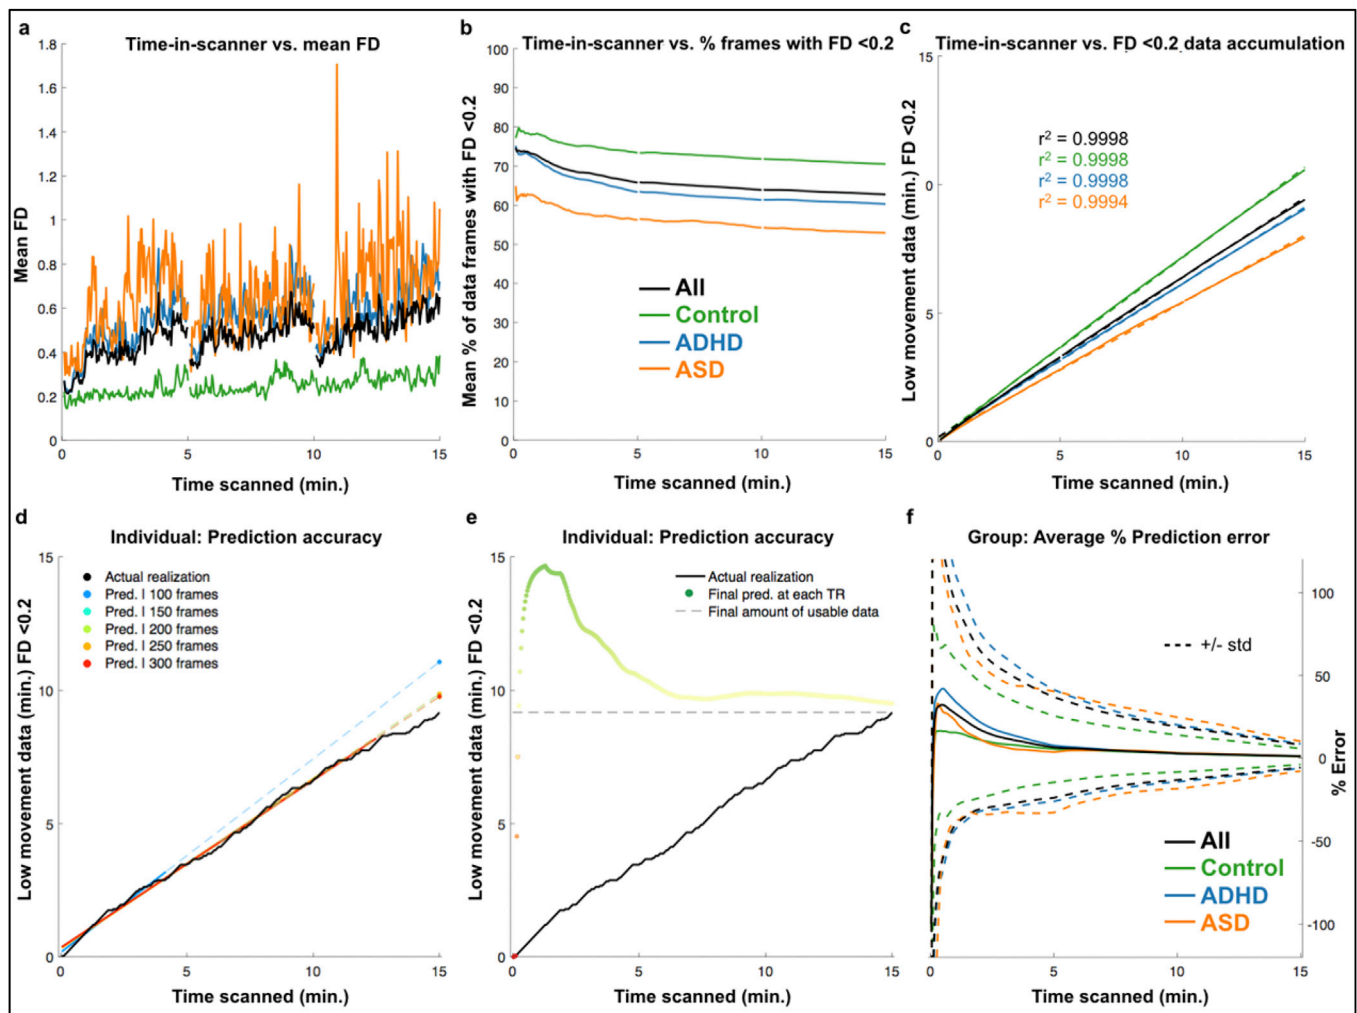 a
Time-in-scanner vs. mean FD
1.8
1.6
1.4
1.2
1
0.8
0.6
0.4
0.2
0
Mean FD
0
5
10
15
Time scanned (min.)
b
Time-in-scanner vs. % frames with FD <0.2
100
90
80
70
60
50
40
30
20
10
0
Mean % of data frames with FD <0.2
All
Control
ADHD
ASD
0
5
10
15
Time scanned (min.)
c
Time-in-scanner vs. FD <0.2 data accumulation
15
0
5
0
Low movement data (min.) FD <0.2
r² = 0.9998
r² = 0.9998
r² = 0.9998
r² = 0.9994
0
5
10
15
Time scanned (min.)
d
Individual: Prediction accuracy
15
10
5
0
Low movement data (min.) FD <0.2
Actual realization
Pred. | 100 frames
Pred. | 150 frames
Pred. | 200 frames
Pred. | 250 frames
Pred. | 300 frames
0
5
10
15
Time scanned (min.)
e
Individual: Prediction accuracy
15
10
5
0
Low movement data (min.) FD <0.2
Actual realization
Final pred. at each TR
Final amount of usable data
0
5
10
15
Time scanned (min.)
f
Group: Average % Prediction error
100
50
0
-50
-100
% Error
+/- std
All
Control
ADHD
ASD
0
5
10
15
Time scanned (min.)